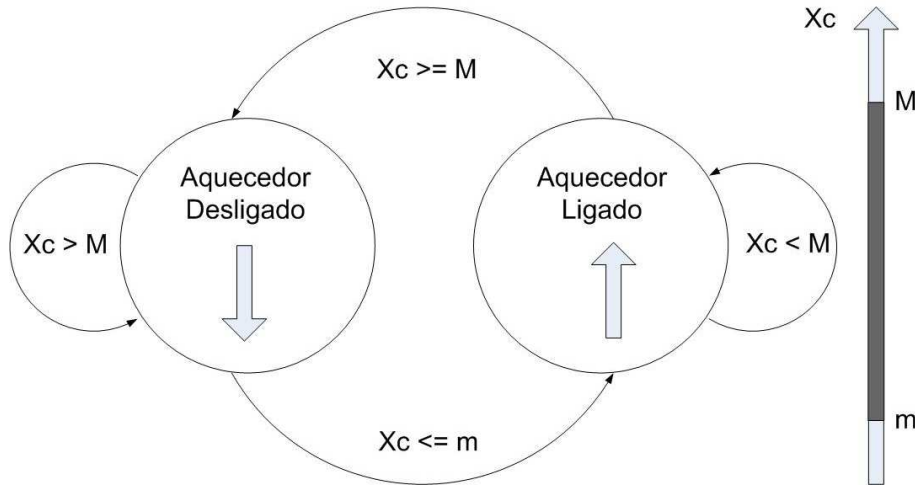 Xc >= M
Xc
M
Aquecedor
Desligado
Aquecedor
Ligado
Xc > M
Xc < M
Xc <= m
m